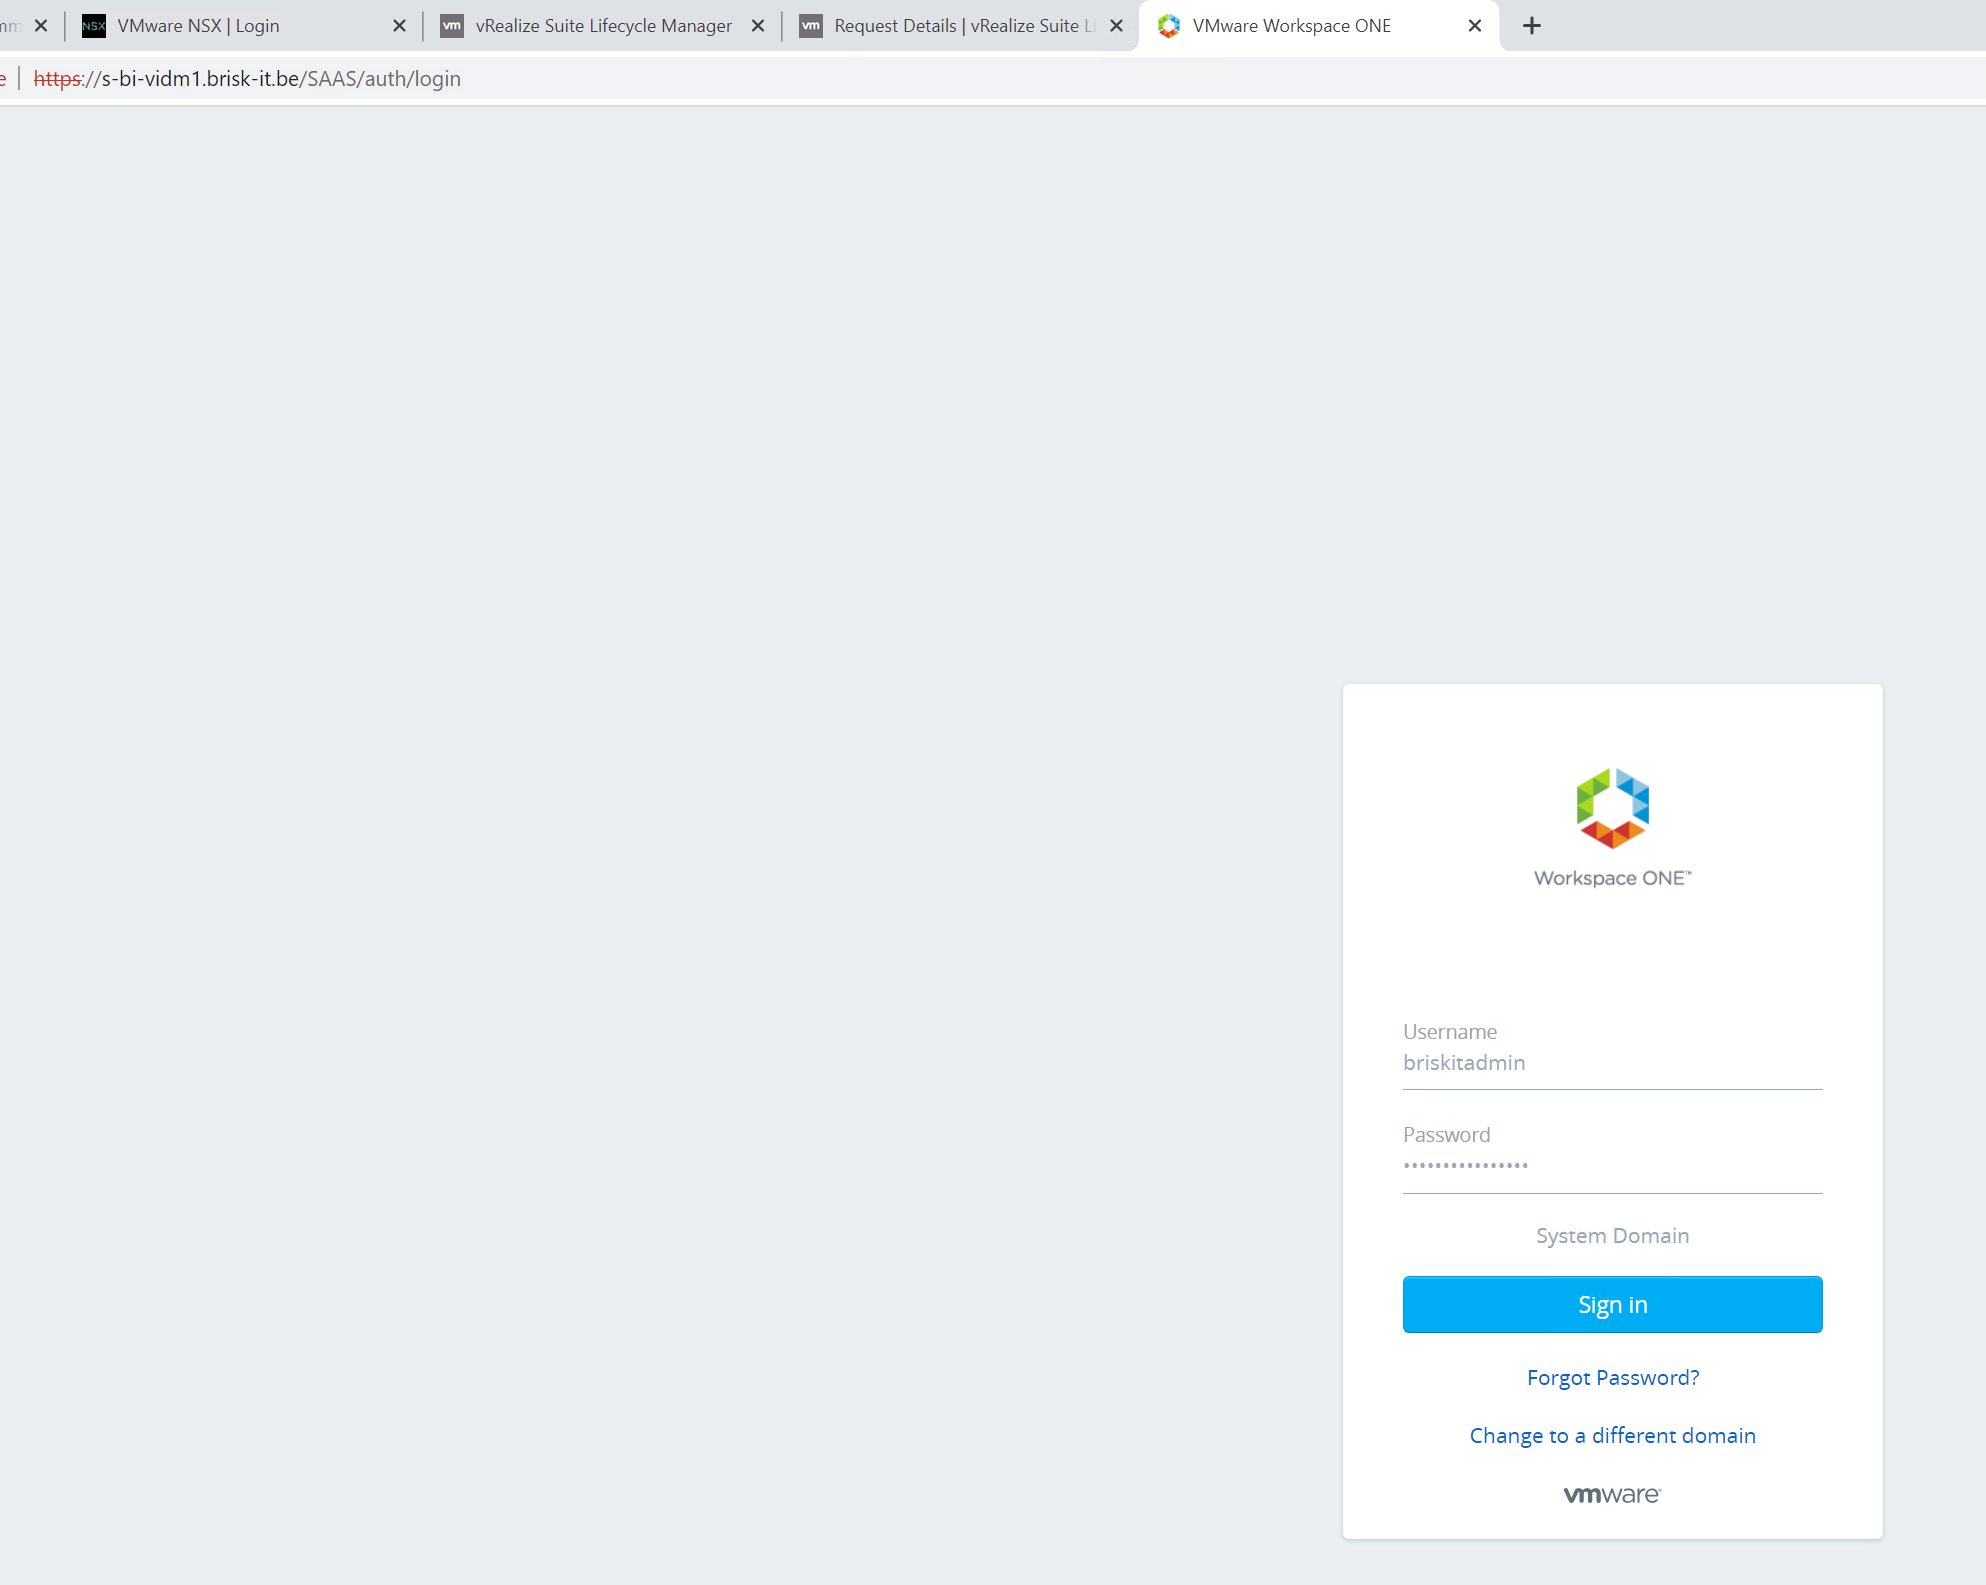 NSX VMware NSX | Login vm vRealize Suite Lifecycle Manager vm Request Details | vRealize Suite Li VMware Workspace ONE
https://s-bi-vidm1.brisk-it.be/SAAS/auth/login
Workspace ONE™
Username
briskitadmin
Password
••••••••••••••••
System Domain
Sign in
Forgot Password?
Change to a different domain
vmware